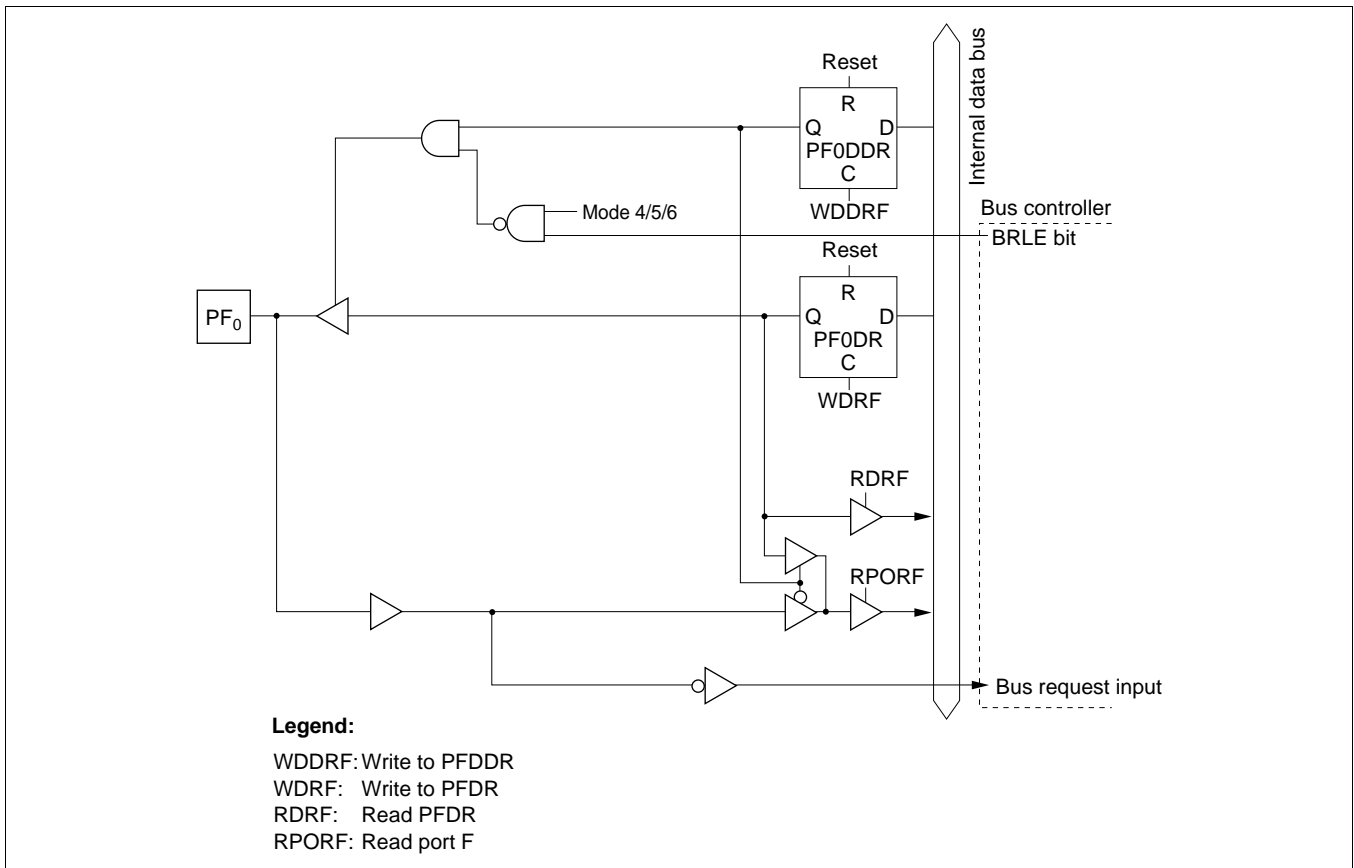 Reset
R
Q D
PF0DDR
C
WDDRF
Internal data bus
Bus controller
Mode 4/5/6
BRLE bit
Reset
R
Q D
PF0DR
C
WDRF
PF0
RDRF
RPORF
Bus request input
Legend:
WDDRF: Write to PFDDR
WDRF: Write to PFDR
RDRF: Read PFDR
RPORF: Read port F